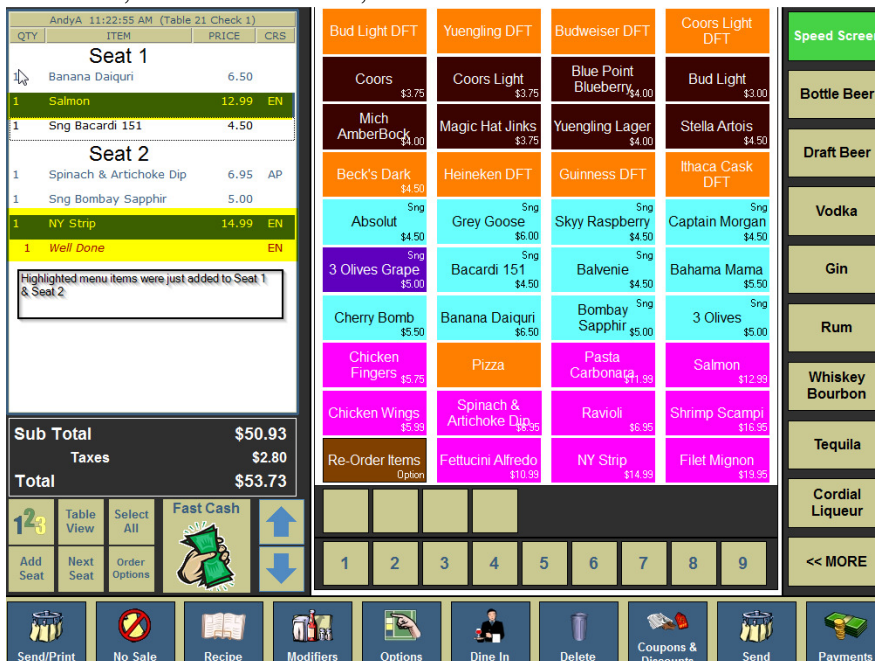 AndyA 11:22:55 AM (Table 21 Check 1)
QTY ITEM PRICE CRS
Seat 1
1 Banana Daiquri 6.50
1 Salmon 12.99 EN
1 Sng Bacardi 151 4.50
Seat 2
1 Spinach & Artichoke Dip 6.95 AP
1 Sng Bombay Sapphir 5.00
1 NY Strip 14.99 EN
1 Well Done EN
Highlighted menu items were just added to Seat 1
& Seat 2
Sub Total $50.93
Taxes $2.80
Total $53.73
123
Table
View
Select
All
Fast Cash
Add
Seat
Next
Seat
Order
Options
Bud Light DFT
Yuengling DFT
Budweiser DFT
Coors Light
DFT
Coors
$3.75
Coors Light
$3.75
Blue Point
Blueberry
$4.00
Bud Light
$3.00
Mich
AmberBock
$4.00
Magic Hat Jinks
$3.75
Yuengling Lager
$4.00
Stella Artois
$4.50
Beck's Dark
$4.50
Heineken DFT
Guinness DFT
Ithaca Cask
DFT
Sng
Absolut
$4.50
Sng
Grey Goose
$6.00
Sng
Skyy Raspberry
$4.50
Sng
Captain Morgan
$4.50
Sng
3 Olives Grape
$5.00
Sng
Bacardi 151
$4.50
Sng
Balvenie
$4.50
Bahama Mama
$5.50
Cherry Bomb
$5.50
Banana Daiquri
$6.50
Sng
Bombay
Sapphir
$5.00
Sng
3 Olives
$5.00
Chicken
Fingers
$5.75
Pizza
Pasta
Carbonara
$11.99
Salmon
$12.99
Chicken Wings
$5.99
Spinach &
Artichoke Dip
$6.95
Ravioli
$6.95
Shrimp Scampi
$16.95
Re-Order Items
Option
Fettucini Alfredo
$10.99
NY Strip
$14.99
Filet Mignon
$19.95
1 2 3 4 5 6 7 8 9
Speed Screen
Bottle Beer
Draft Beer
Vodka
Gin
Rum
Whiskey
Bourbon
Tequila
Cordial
Liqueur
<< MORE
Send/Print
No Sale
Recipe
Modifiers
Options
Dine In
Delete
Coupons &
Discounts
Send
Payments